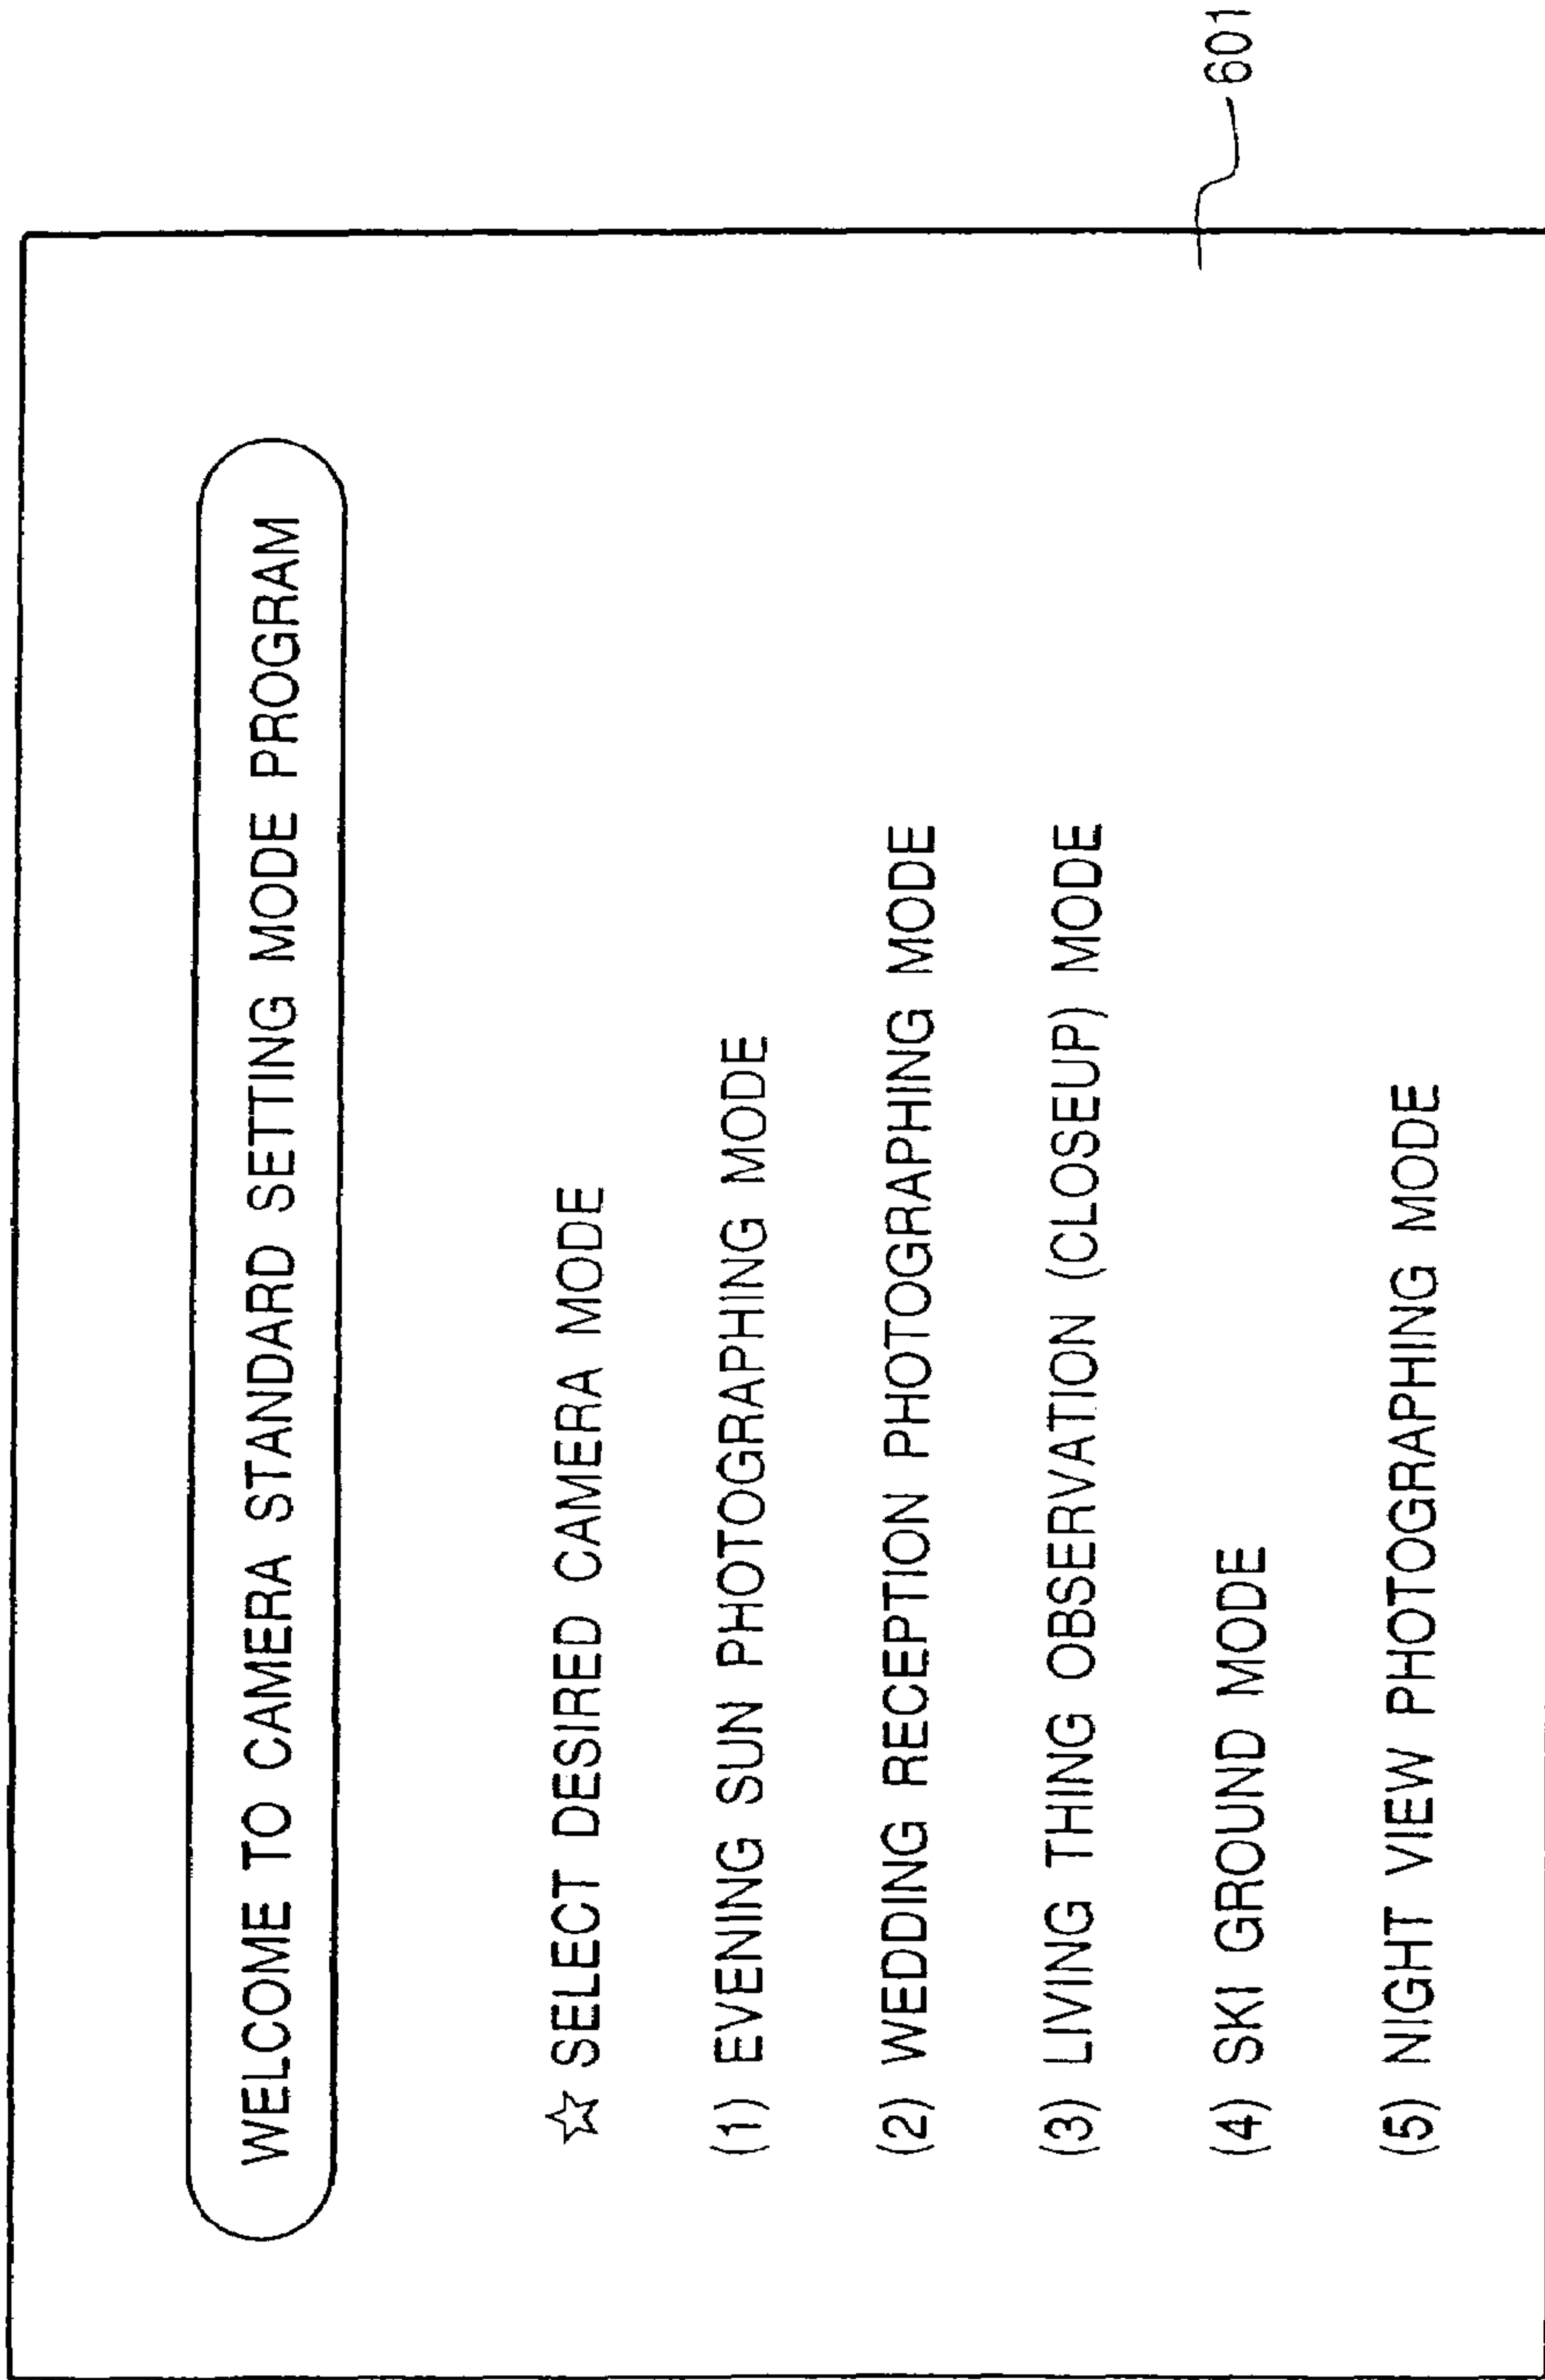 WELCOME TO CAMERA STANDARD SETTING MODE PROGRAM
☆ SELECT DESIRED CAMERA MODE
(1) EVENING SUN PHOTOGRAPHING MODE
(2) WEDDING RECEPTION PHOTOGRAPHING MODE
(3) LIVING THING OBSERVATION (CLOSEUP) MODE
(4) SKI GROUND MODE
(5) NIGHT VIEW PHOTOGRAPHING MODE
601